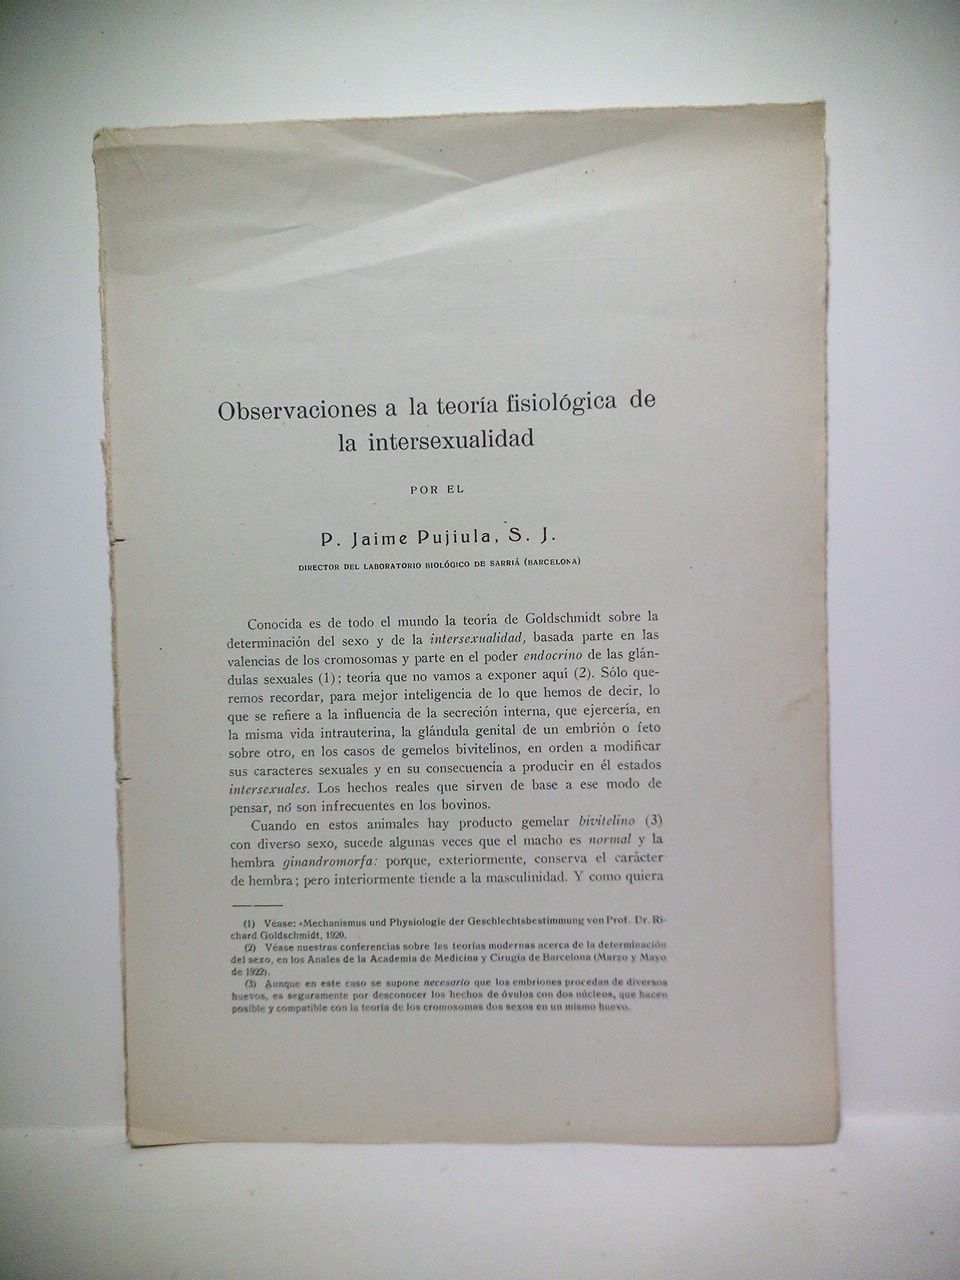 Observaciones a la teoría fisiológica de
la intersexualidad
POR EL
P. Jaime Pujiula, S. J.
DIRECTOR DEL LABORATORIO BIOLÓGICO DE SARRIÁ (BARCELONA)
Conocida es de todo el mundo la teoría de Goldschmidt sobre la
determinación del sexo y de la intersexualidad, basada parte en las
valencias de los cromosomas y parte en el poder endocrino de las glán-
dulas sexuales (1); teoría que no vamos a exponer aquí (2). Sólo que-
remos recordar, para mejor inteligencia de lo que hemos de decir, lo
que se refiere a la influencia de la secreción interna, que ejercería, en
la misma vida intrauterina, la glándula genital de un embrión o feto
sobre otro, en los casos de gemelos bivitelinos, en orden a modificar
sus caracteres sexuales y en su consecuencia a producir en él estados
intersexuales. Los hechos reales que sirven de base a ese modo de
pensar, nó son infrecuentes en los bovinos.
Cuando en estos animales hay producto gemelar bivitelino (3)
con diverso sexo, sucede algunas veces que el macho es normal y la
hembra ginandromorfa: porque, exteriormente, conserva el carácter
de hembra; pero interiormente tiende a la masculinidad. Y como quiera
(1) Véase: «Mechanismus und Physiologie der Geschlechtsbestimmung von Prof. Dr. Ri-
chard Goldschmidt, 1920.
(2) Véase nuestras conferencias sobre las teorías modernas acerca de la determinación
del sexo, en los Anales de la Academia de Medicina y Cirugía de Barcelona (Marzo y Mayo
de 1922).
(3) Aunque en este caso se supone necesario que los embriones procedan de diversos
huevos, es seguramente por desconocer los hechos de óvulos con dos núcleos, que hacen
posible y compatible con la teoría de los cromosomas dos sexos en un mismo huevo.